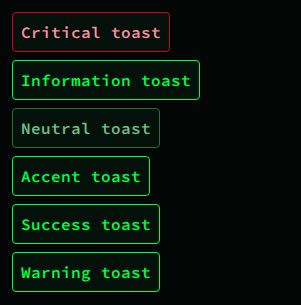 Critical toast
Information toast
Neutral toast
Accent toast
Success toast
Warning toast